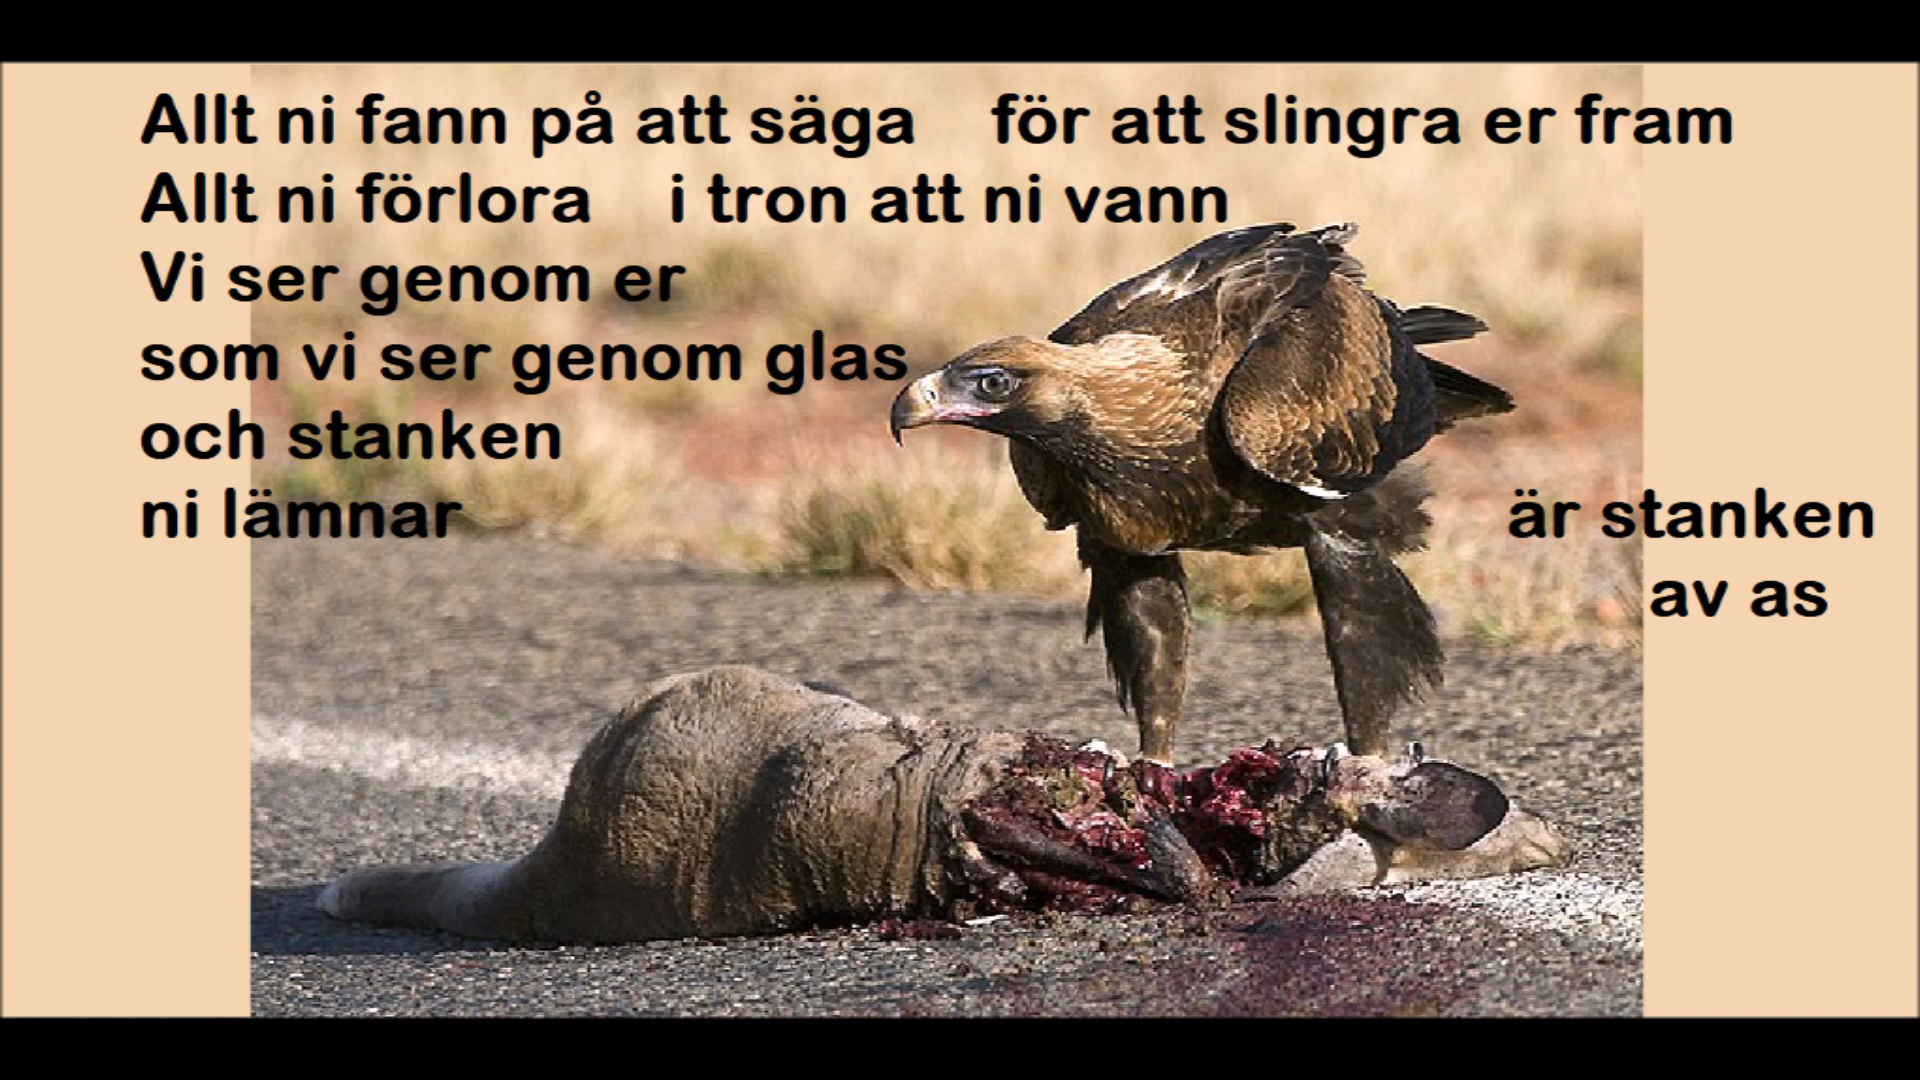 Allt ni fann på att säga för att slingra er fram
Allt ni förlora i tron att ni vann
Vi ser genom er
som vi ser genom glas
och stanken
ni lämnar är stanken
av as